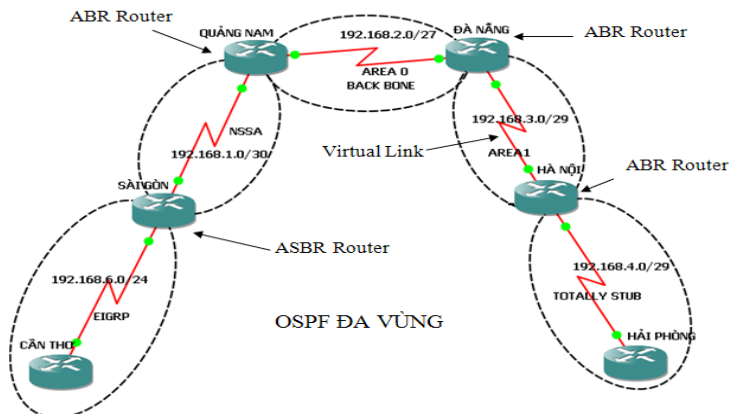 ABR Router
QUẢNG NAM
192.168.2.0/27
ĐÀ NẴNG
ABR Router
AREA 0
BACK BONE
NSSA
192.168.1.0/30
192.168.3.0/29
Virtual Link
AREA1
ABR Router
HÀ NỘI
SÀI GÒN
ASBR Router
192.168.6.0/24
EIGRP
192.168.4.0/29
TOTALLY STUB
OSPF ĐA VÙNG
CẦN THƠ
HẢI PHÒNG